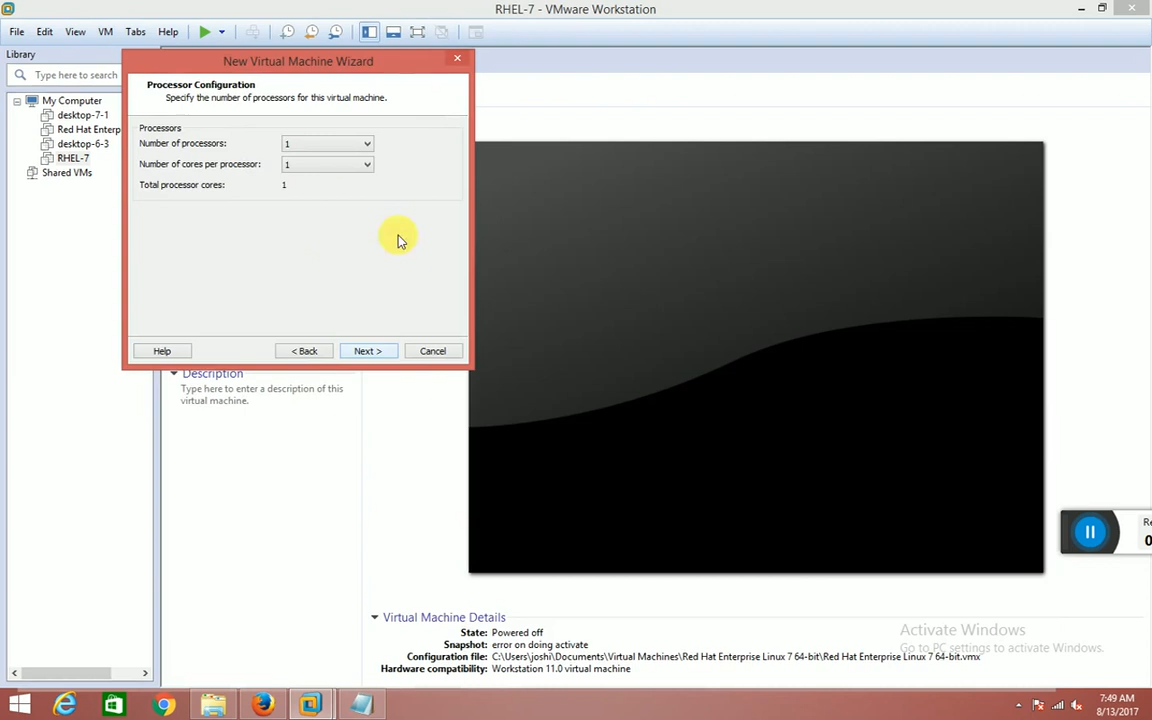 RHEL-7 - VMware Workstation
File Edit View VM Tabs Help
Library
Type here to search
My Computer
desktop-7-1
Red Hat Enterp
desktop-6-3
RHEL-7
Shared VMs
New Virtual Machine Wizard
Processor Configuration
Specify the number of processors for this virtual machine.
Processors
Number of processors: 1
Number of cores per processor: 1
Total processor cores: 1
Help < Back Next > Cancel
Description
Type here to enter a description of this
virtual machine.
Virtual Machine Details
State: Powered off
Snapshot: error on doing activate
Configuration file: C:\Users\joshi\Documents\Virtual Machines\Red Hat Enterprise Linux 7 64-bit\Red Hat Enterprise Linux 7 64-bit.vmx
Hardware compatibility: Workstation 11.0 virtual machine
Activate Windows
Go to PC settings to activate Windows.
Re
0
7:49 AM
8/13/2017